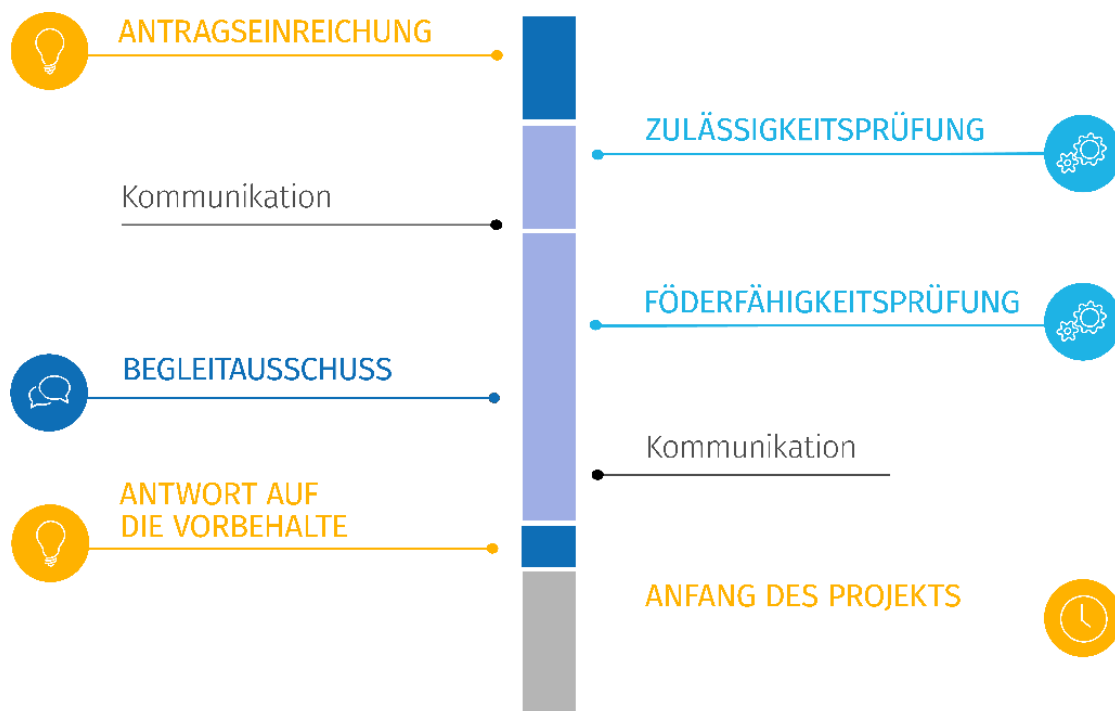 ANTRAGSEINREICHUNG
ZULÄSSIGKEITSPRÜFUNG
Kommunikation
FÖDERFÄHIGKEITSPRÜFUNG
BEGLEITAUSSCHUSS
Kommunikation
ANTWORT AUF
DIE VORBEHALTE
ANFANG DES PROJEKTS